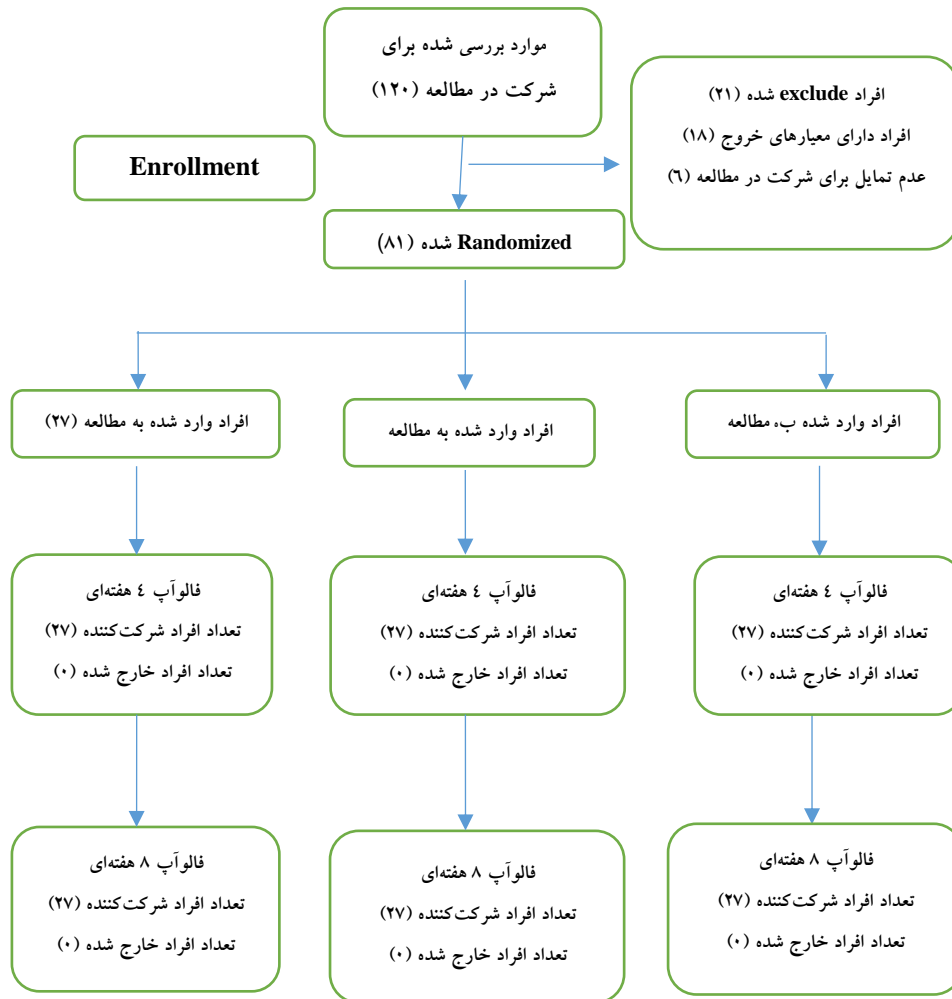 موارد بررسی شده برای
شرکت در مطالعه (۱۲۰)
افراد exclude شده (۲۱)
افراد دارای معیارهای خروج (۱۸)
عدم تمایل برای شرکت در مطالعه (۶)
Enrollment
Randomized شده (۸۱)
افراد وارد شده ب، مطالعه
افراد وارد شده به مطالعه
افراد وارد شده به مطالعه (۲۷)
فالوآپ ٤ هفته‌ای
تعداد افراد شرکت‌کننده (۲۷)
تعداد افراد خارج شده (۰)
فالوآپ ٤ هفته‌ای
تعداد افراد شرکت‌کننده (۲۷)
تعداد افراد خارج شده (۰)
فالوآپ ٤ هفته‌ای
تعداد افراد شرکت‌کننده (۲۷)
تعداد افراد خارج شده (۰)
فالوآپ ۸ هفته‌ای
تعداد افراد شرکت‌کننده (۲۷)
تعداد افراد خارج شده (۰)
فالوآپ ۸ هفته‌ای
تعداد افراد شرکت‌کننده (۲۷)
تعداد افراد خارج شده (۰)
فالوآپ ۸ هفته‌ای
تعداد افراد شرکت‌کننده (۲۷)
تعداد افراد خارج شده (۰)